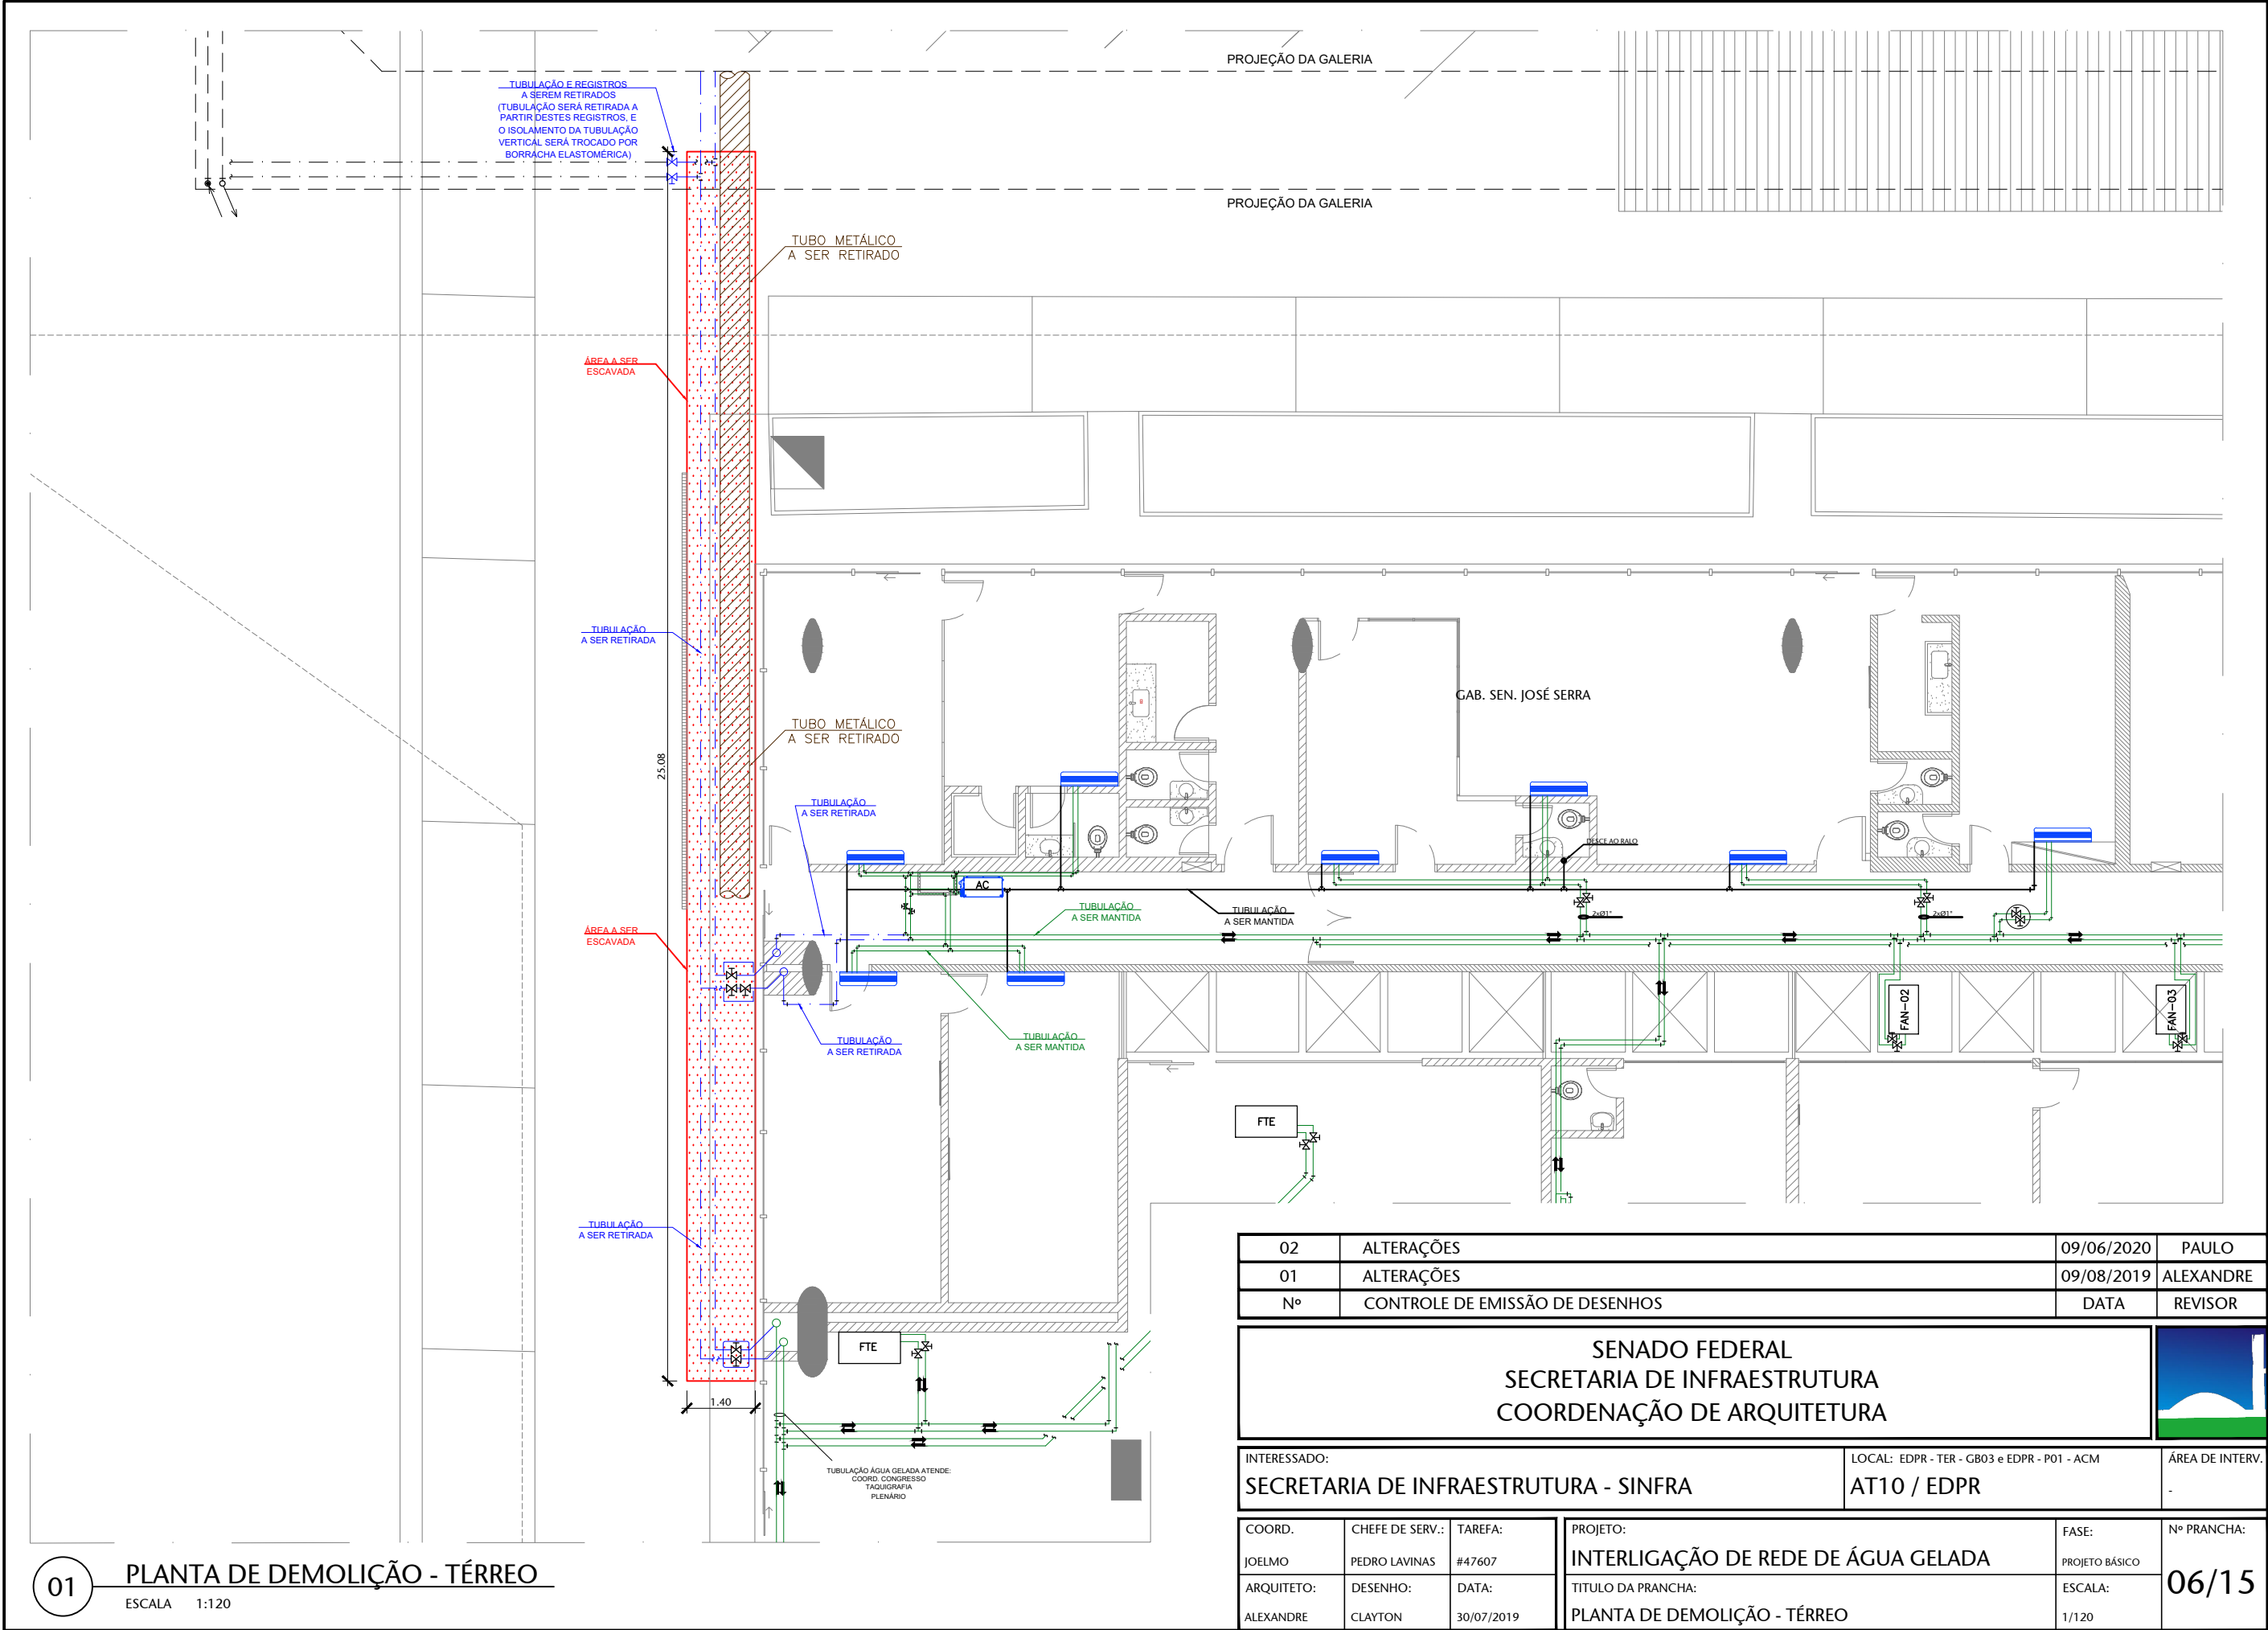 PROJEÇÃO DA GALERIA
TUBULAÇÃO E REGISTROS
A SEREM RETIRADOS
(TUBULAÇÃO SERÁ RETIRADA A
PARTIR DESTES REGISTROS, E
O ISOLAMENTO DA TUBULAÇÃO
VERTICAL SERÁ TROCADO POR
BORRACHA ELASTOMÉRICA)
PROJEÇÃO DA GALERIA
TUBO METÁLICO
A SER RETIRADO
ÁREA A SER
ESCAVADA
TUBULAÇÃO
A SER RETIRADA
GAB. SEN. JOSÉ SERRA
TUBO METÁLICO
A SER RETIRADO
25.08
TUBULAÇÃO
A SER RETIRADA
DESCE AO RALO
AC
TUBULAÇÃO
A SER MANTIDA
TUBULAÇÃO
A SER MANTIDA
2xØ1"
2xØ1"
ÁREA A SER
ESCAVADA
FAN-02
FAN-03
TUBULAÇÃO
A SER RETIRADA
TUBULAÇÃO
A SER MANTIDA
FTE
TUBULAÇÃO
A SER RETIRADA
FTE
1.40
TUBULAÇÃO ÁGUA GELADA ATENDE:
COORD. CONGRESSO
TAQUIGRAFIA
PLENÁRIO
01
PLANTA DE DEMOLIÇÃO - TÉRREO
ESCALA 1:120
02 ALTERAÇÕES 09/06/2020 PAULO
01 ALTERAÇÕES 09/08/2019 ALEXANDRE
Nº CONTROLE DE EMISSÃO DE DESENHOS DATA REVISOR
SENADO FEDERAL
SECRETARIA DE INFRAESTRUTURA
COORDENAÇÃO DE ARQUITETURA
INTERESSADO:
SECRETARIA DE INFRAESTRUTURA - SINFRA
LOCAL: EDPR - TER - GB03 e EDPR - P01 - ACM
AT10 / EDPR
ÁREA DE INTERV.
-
COORD. CHEFE DE SERV.: TAREFA:
JOELMO PEDRO LAVINAS #47607
ARQUITETO: DESENHO: DATA:
ALEXANDRE CLAYTON 30/07/2019
PROJETO:
INTERLIGAÇÃO DE REDE DE ÁGUA GELADA
TITULO DA PRANCHA:
PLANTA DE DEMOLIÇÃO - TÉRREO
FASE:
PROJETO BÁSICO
ESCALA:
1/120
Nº PRANCHA:
06/15